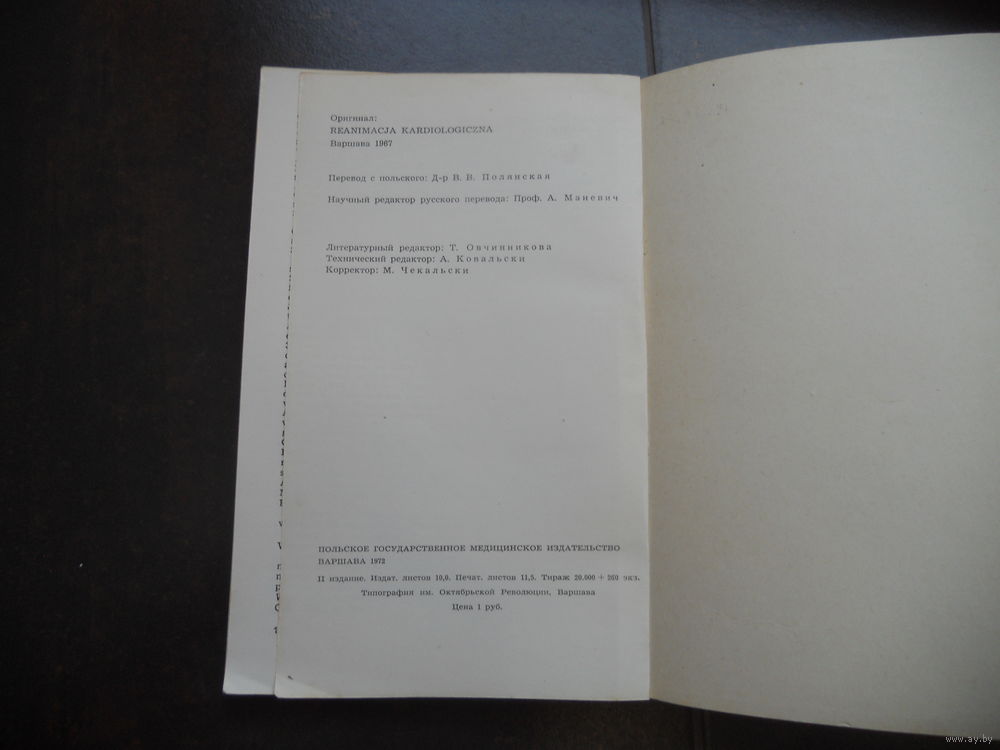 Оригинал:
REANIMACJA KARDIOLOGICZNA
Варшава 1967
Перевод с польского: Д-р В. В. Полянская
Научный редактор русского перевода: Проф. А. Маневич
Литературный редактор: Т. Овчинникова
Технический редактор: А. Ковальски
Корректор: М. Чекальски
ПОЛЬСКОЕ ГОСУДАРСТВЕННОЕ МЕДИЦИНСКОЕ ИЗДАТЕЛЬСТВО
ВАРШАВА 1972
II издание. Издат. листов 10,0. Печат. листов 11,5. Тираж 20.000 + 260 экз.
Типография им. Октябрьской Революции, Варшава
Цена 1 руб.
www.ay.by